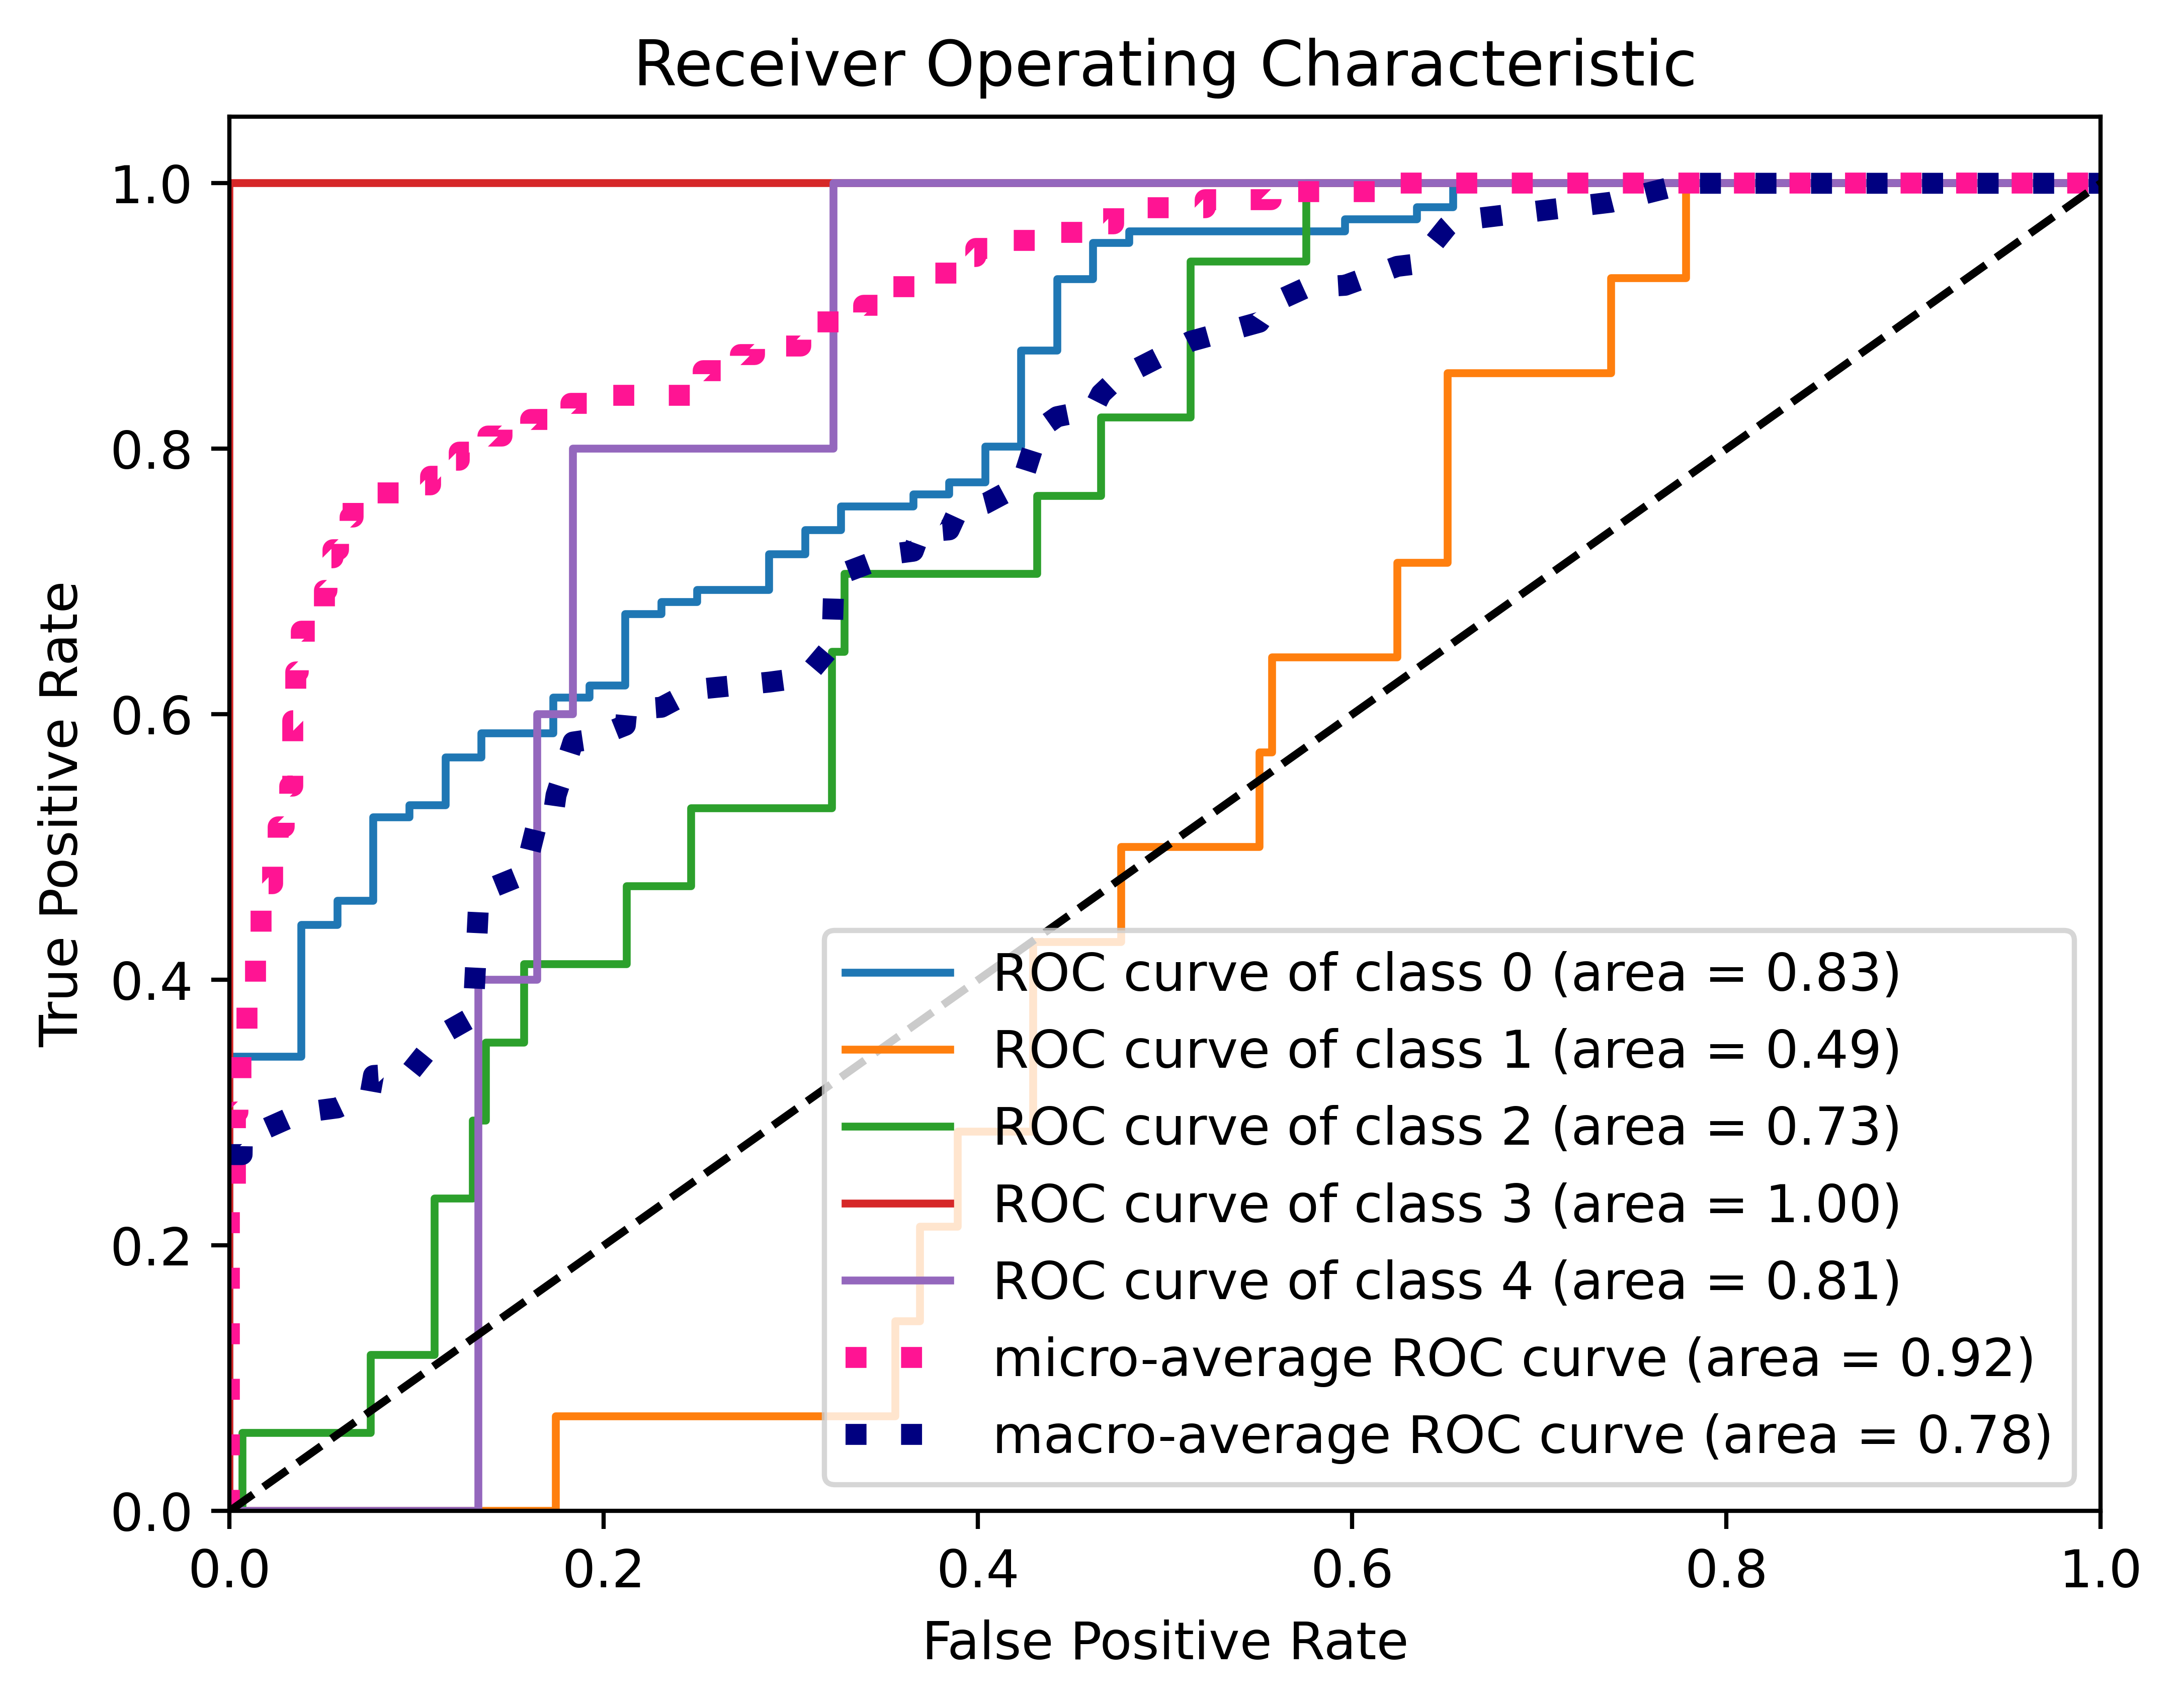 Receiver Operating Characteristic
1.0
0.8
0.6
0.4
0.2
0.0
True Positive Rate
ROC curve of class 0 (area = 0.83)
ROC curve of class 1 (area = 0.49)
ROC curve of class 2 (area = 0.73)
ROC curve of class 3 (area = 1.00)
ROC curve of class 4 (area = 0.81)
micro-average ROC curve (area = 0.92)
macro-average ROC curve (area = 0.78)
0.0 0.2 0.4 0.6 0.8 1.0
False Positive Rate